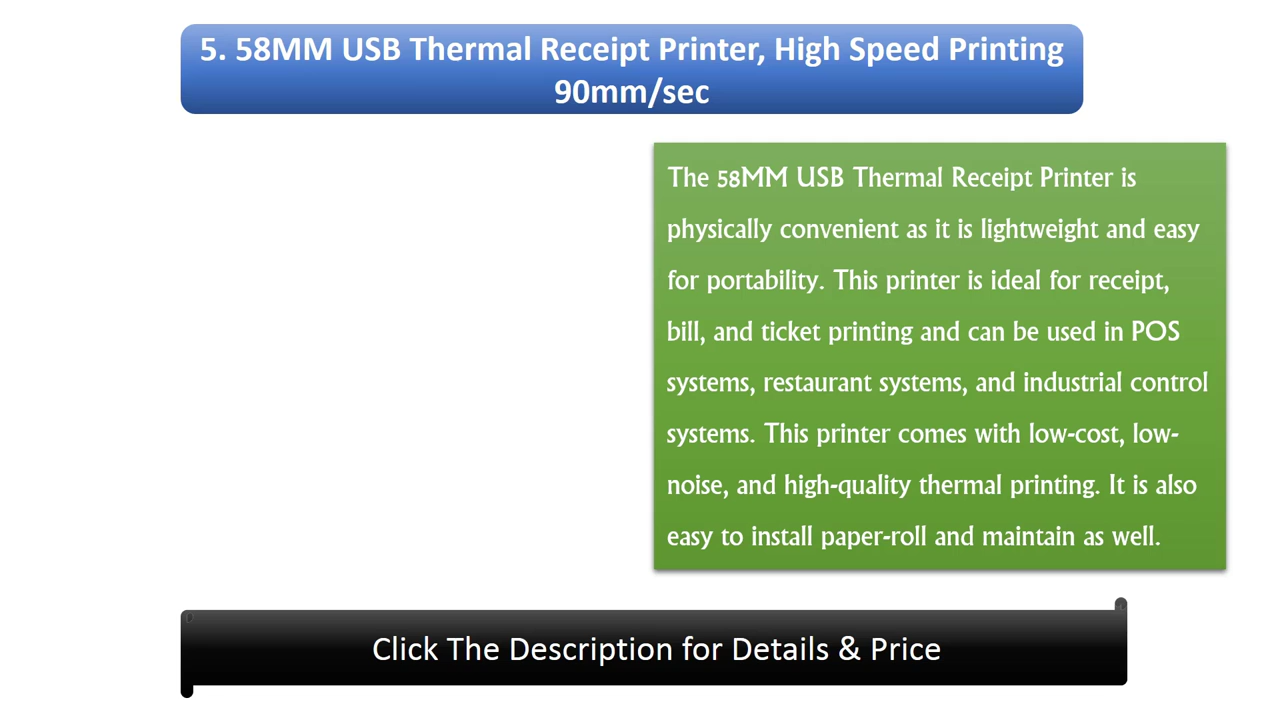 5. 58MM USB Thermal Receipt Printer, High Speed Printing
90mm/sec
The 58MM USB Thermal Receipt Printer is
physically convenient as it is lightweight and easy
for portability. This printer is ideal for receipt,
bill, and ticket printing and can be used in POS
systems, restaurant systems, and industrial control
systems. This printer comes with low-cost, low-
noise, and high-quality thermal printing. It is also
easy to install paper-roll and maintain as well.
Click The Description for Details & Price